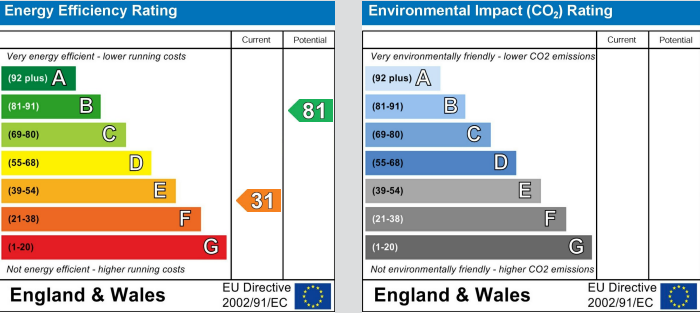 Energy Efficiency Rating
Current Potential
Very energy efficient - lower running costs
(92 plus) A
(81-91) B
81
(69-80) C
(55-68) D
(39-54) E
31
(21-38) F
(1-20) G
Not energy efficient - higher running costs
England & Wales
EU Directive
2002/91/EC
Environmental Impact (CO₂) Rating
Current Potential
Very environmentally friendly - lower CO2 emissions
(92 plus) A
(81-91) B
(69-80) C
(55-68) D
(39-54) E
(21-38) F
(1-20) G
Not environmentally friendly - higher CO2 emissions
England & Wales
EU Directive
2002/91/EC